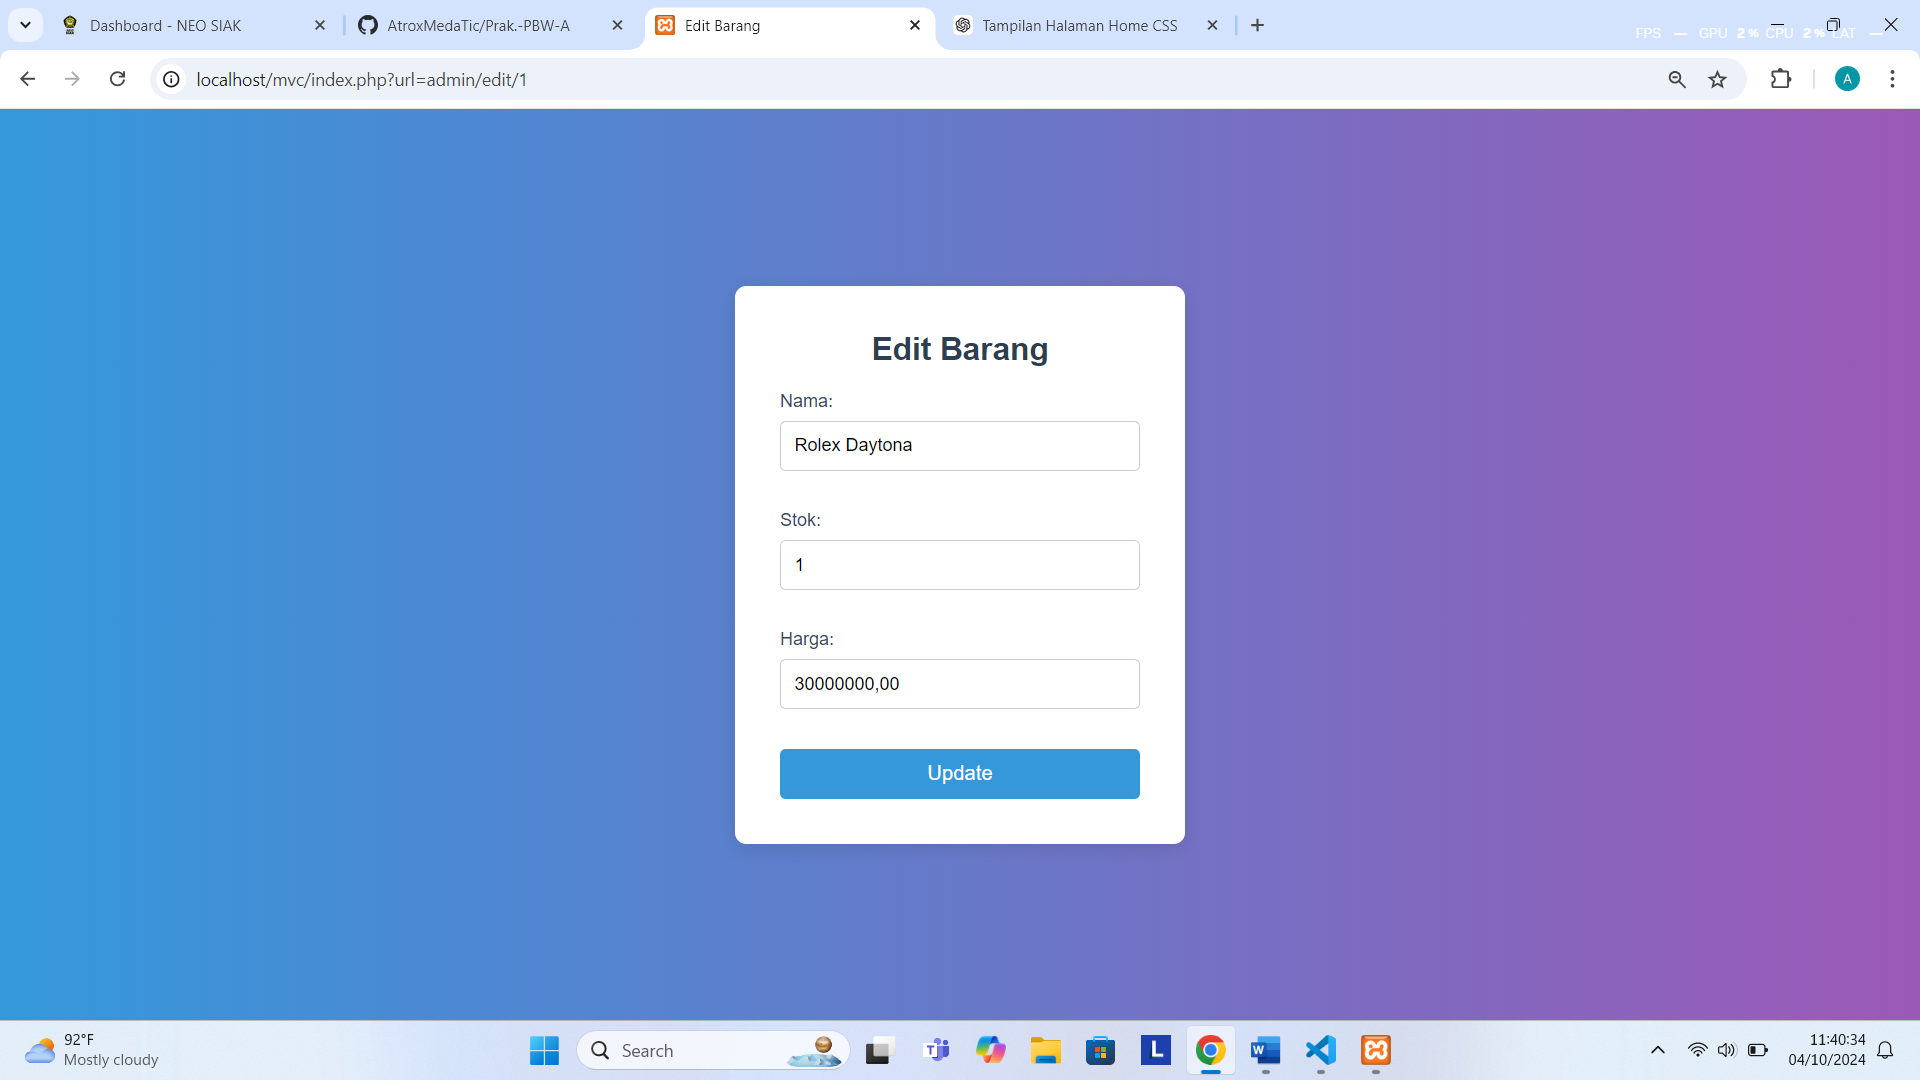 Dashboard - NEO SIAK
AtroxMedaTic/Prak.-PBW-A
Edit Barang
Tampilan Halaman Home CSS
FPS — GPU 2% CPU 2% LAT —
localhost/mvc/index.php?url=admin/edit/1
A
Edit Barang
Nama:
Rolex Daytona
Stok:
1
Harga:
30000000,00
Update
92°F
Mostly cloudy
Search
11:40:34
04/10/2024